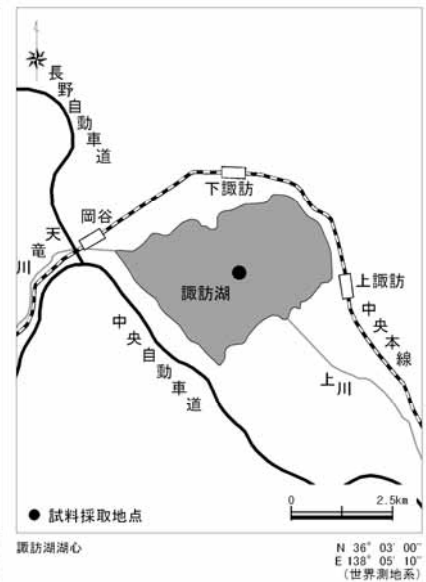 長野自動車道
下諏訪
岡谷
天竜川
諏訪湖
上諏訪
中央本線
中央自動車道
上川
0 2.5km
● 試料採取地点
諏訪湖湖心
N 36° 03′ 00″
E 138° 05′ 10″
(世界測地系)